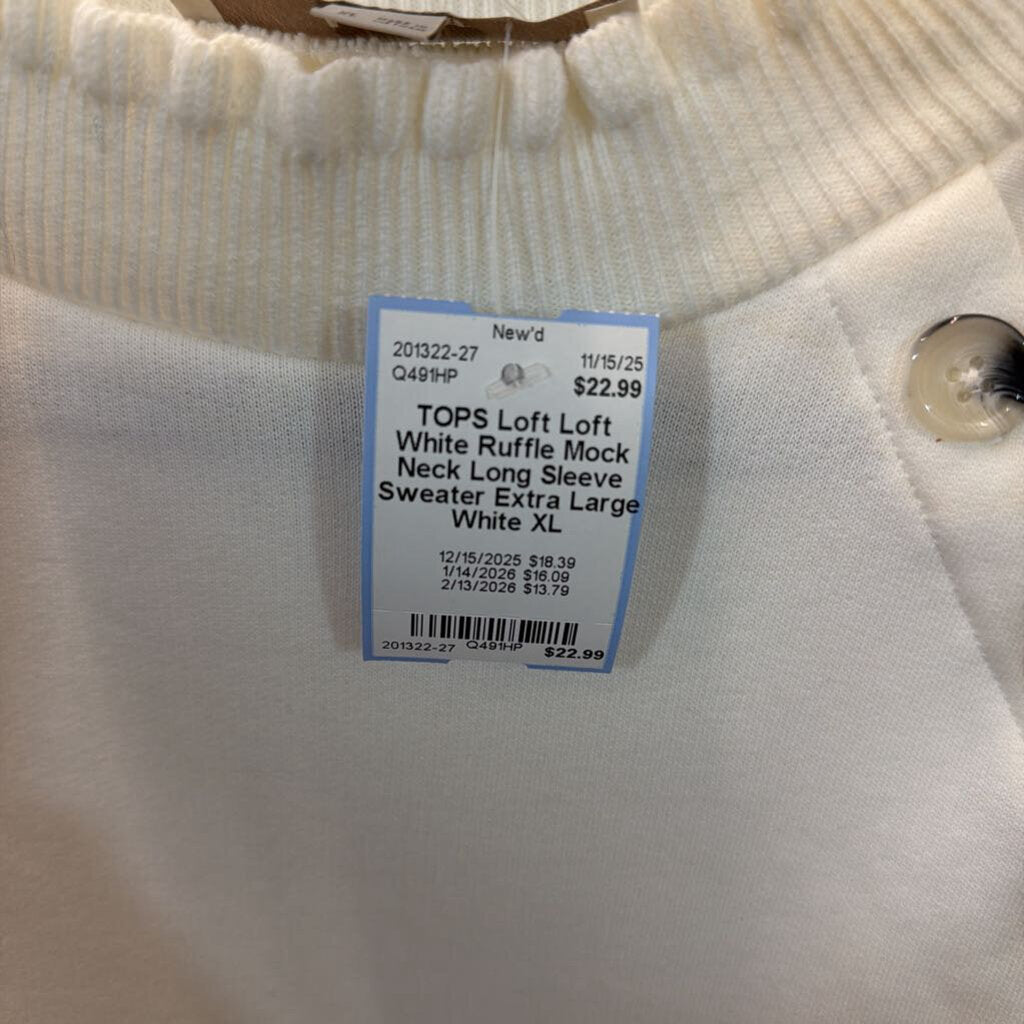 XL
New'd
201322-27
11/15/25
Q491HP
$22.99
TOPS Loft Loft
White Ruffle Mock
Neck Long Sleeve
Sweater Extra Large
White XL
12/15/2025 $18.39
1/14/2026 $16.09
2/13/2026 $13.79
201322-27 Q491HP $22.99